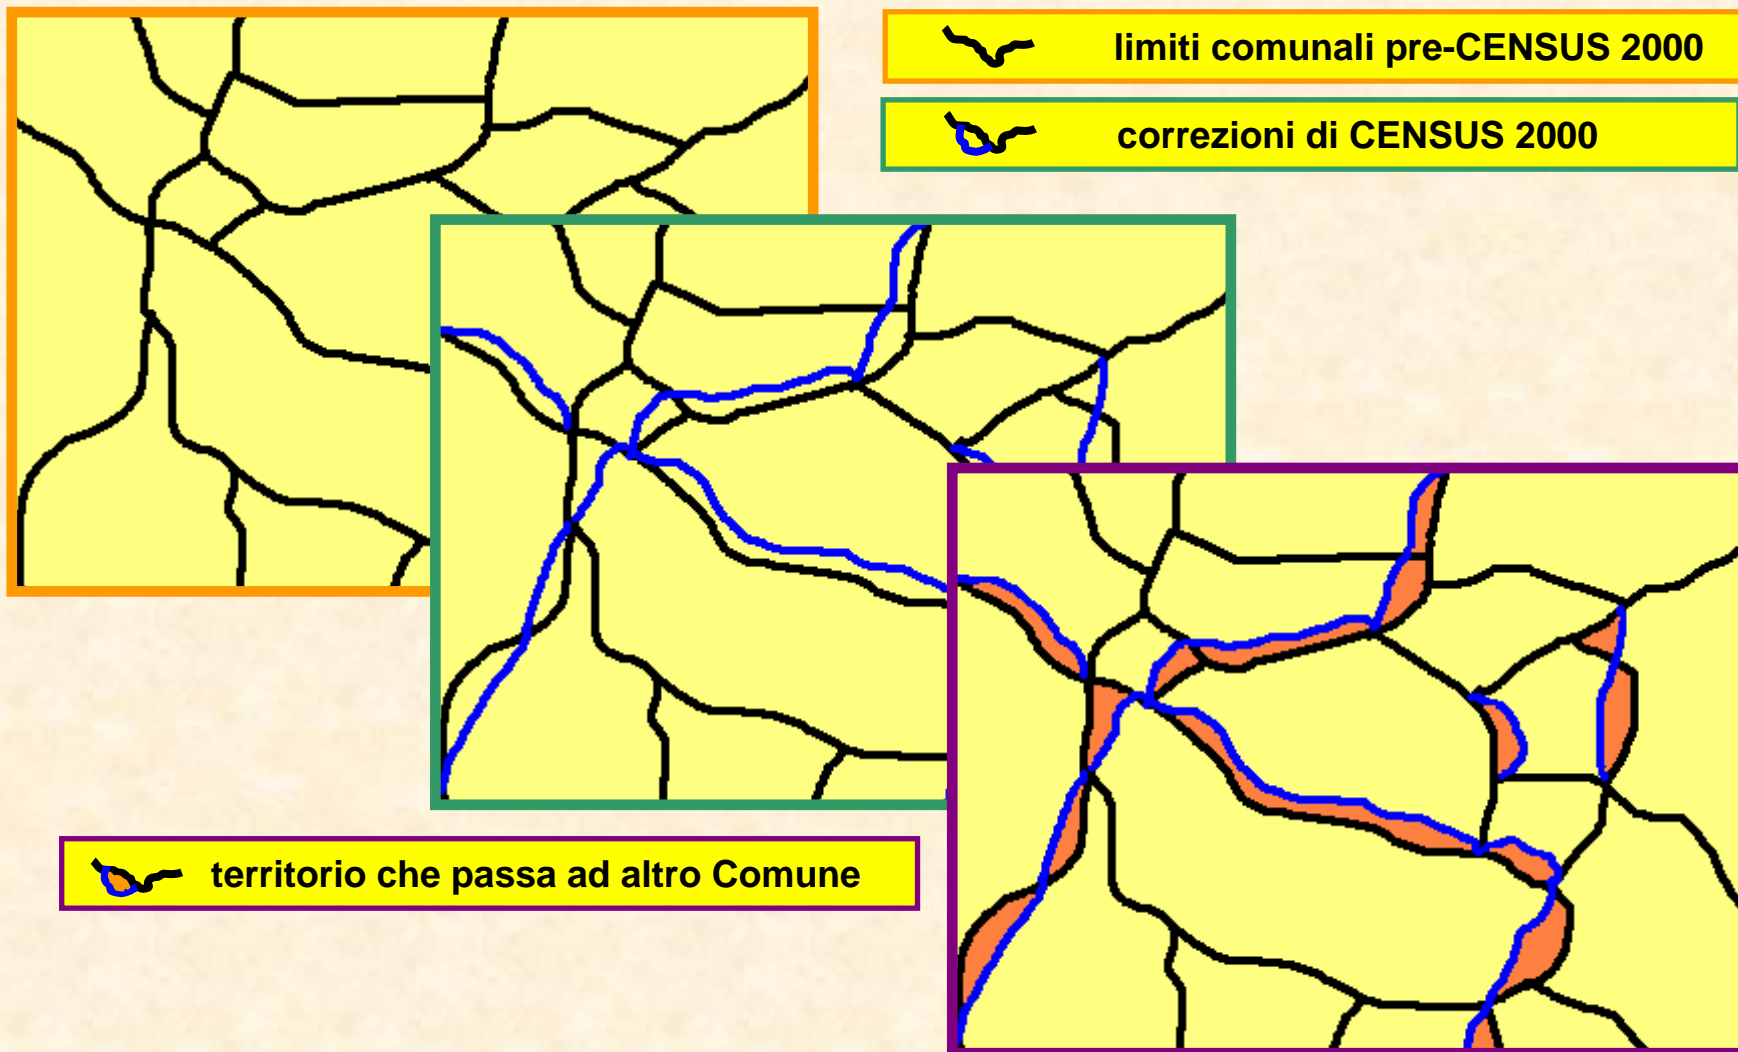 limiti comunali pre-CENSUS 2000
correzioni di CENSUS 2000
territorio che passa ad altro Comune